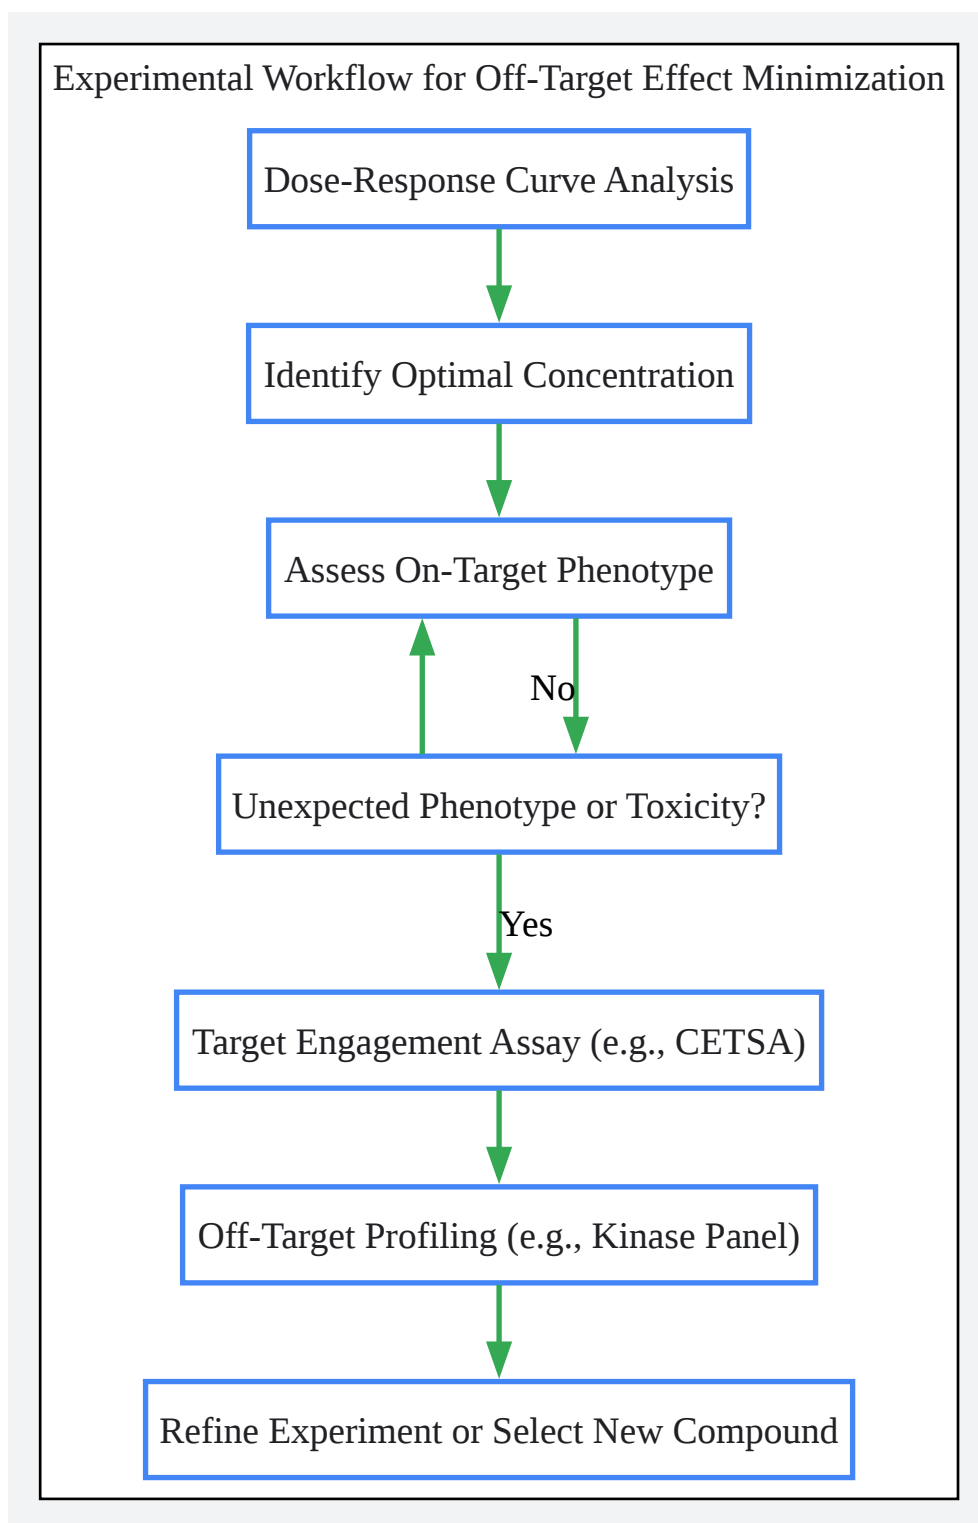 Experimental Workflow for Off-Target Effect Minimization
Dose-Response Curve Analysis
Identify Optimal Concentration
Assess On-Target Phenotype
No
Unexpected Phenotype or Toxicity?
Yes
Target Engagement Assay (e.g., CETSA)
Off-Target Profiling (e.g., Kinase Panel)
Refine Experiment or Select New Compound